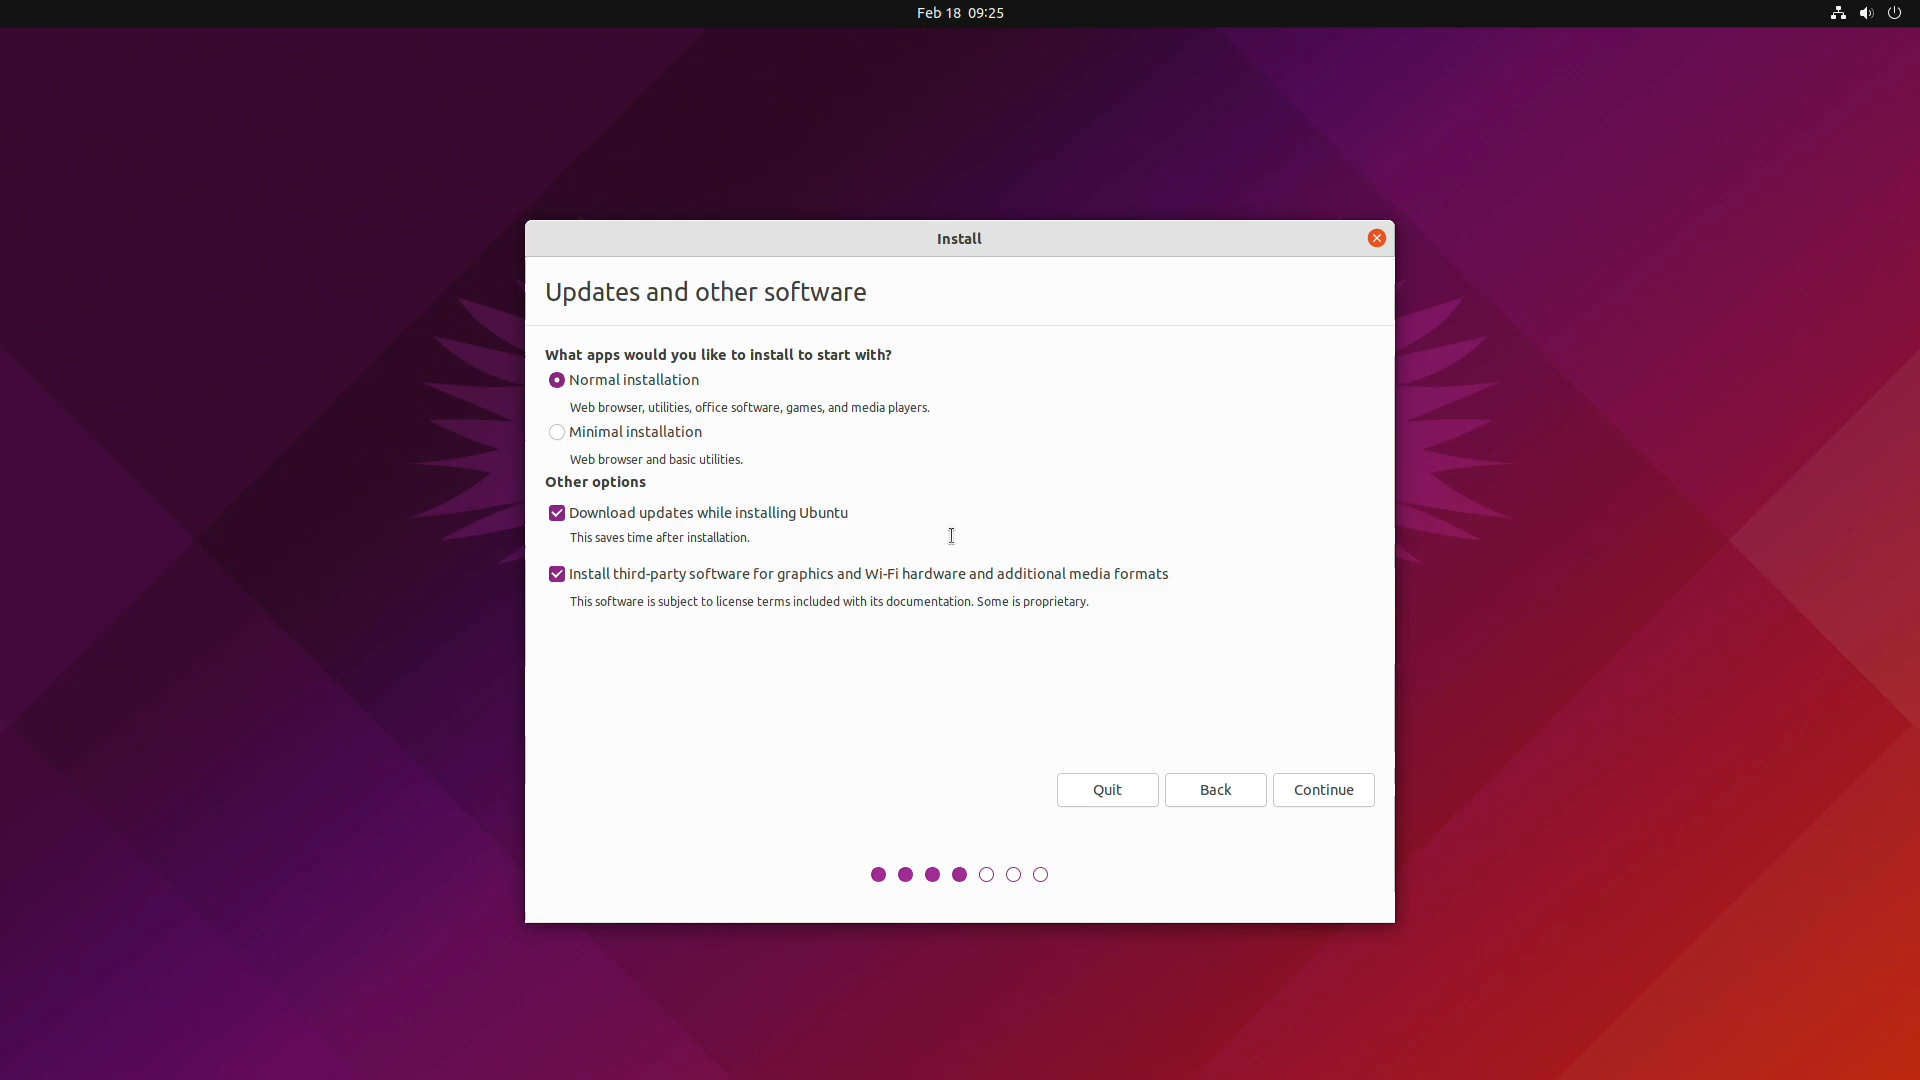 Feb 18 09:25
Install
Updates and other software
What apps would you like to install to start with?
Normal installation
Web browser, utilities, office software, games, and media players.
Minimal installation
Web browser and basic utilities.
Other options
Download updates while installing Ubuntu
This saves time after installation.
Install third-party software for graphics and Wi-Fi hardware and additional media formats
This software is subject to license terms included with its documentation. Some is proprietary.
Quit Back Continue